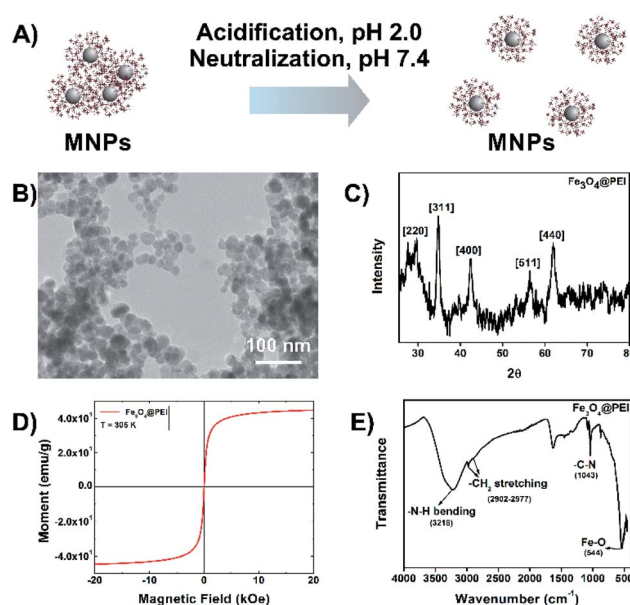 A)
Acidification, pH 2.0
Neutralization, pH 7.4
MNPs
MNPs
B)
100 nm
C)
Fe3O4@PEI
[220]
[311]
[400]
[511]
[440]
Intensity
30
40
50
60
70
80
2θ
D)
Fe3O4@PEI
T = 305 K
4.0x10¹
2.0x10¹
0.0
-2.0x10¹
-4.0x10¹
Moment (emu/g)
-20
-10
0
10
20
Magnetic Field (kOe)
E)
Fe3O4@PEI
-C-N
(1043)
-CH2 stretching
(2902-2977)
-N-H bending
(3218)
Fe-O
(544)
Transmittance
4000 3500 3000 2500 2000 1500 1000 500
Wavenumber (cm-1)